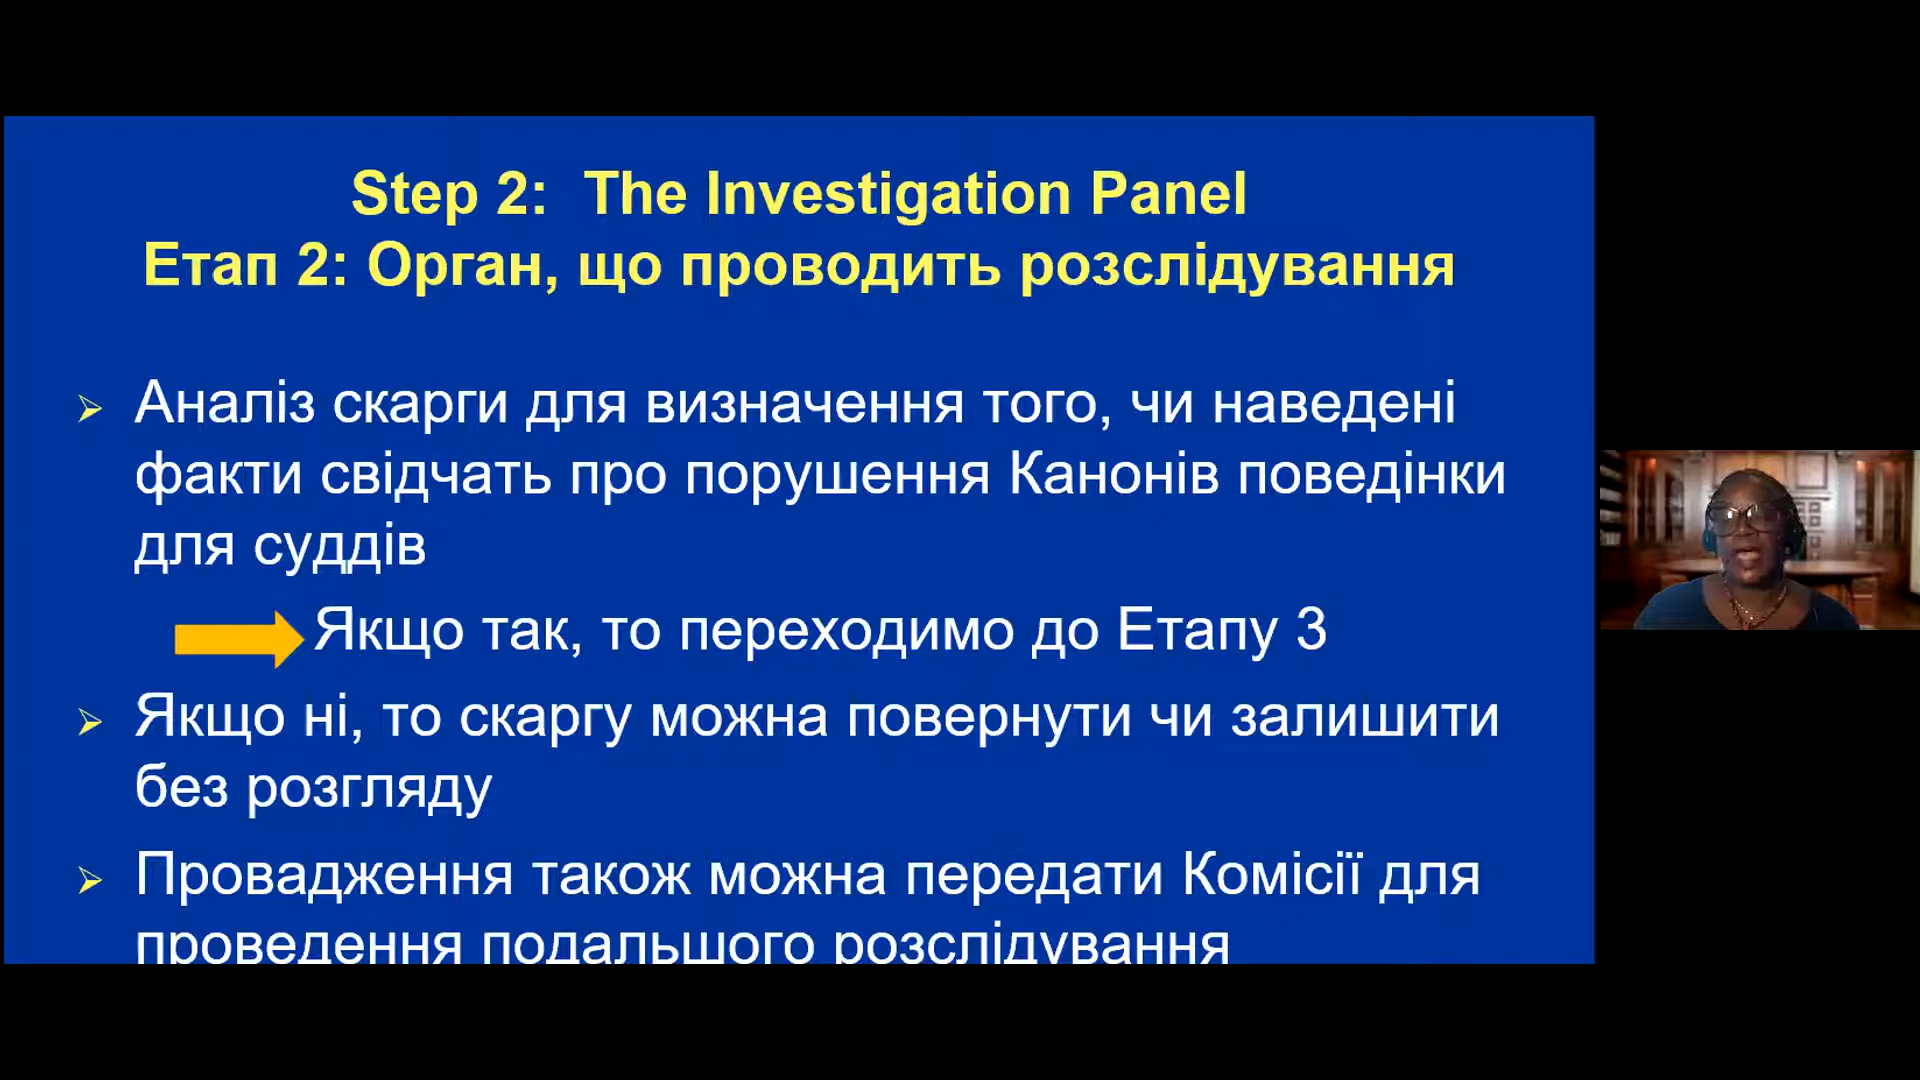 Step 2:  The Investigation Panel
Етап 2: Орган, що проводить розслідування
Аналіз скарги для визначення того, чи наведені
факти свідчать про порушення Канонів поведінки
для суддів
Якщо так, то переходимо до Етапу 3
Якщо ні, то скаргу можна повернути чи залишити
без розгляду
Провадження також можна передати Комісії для
проведення подальшого розслідування